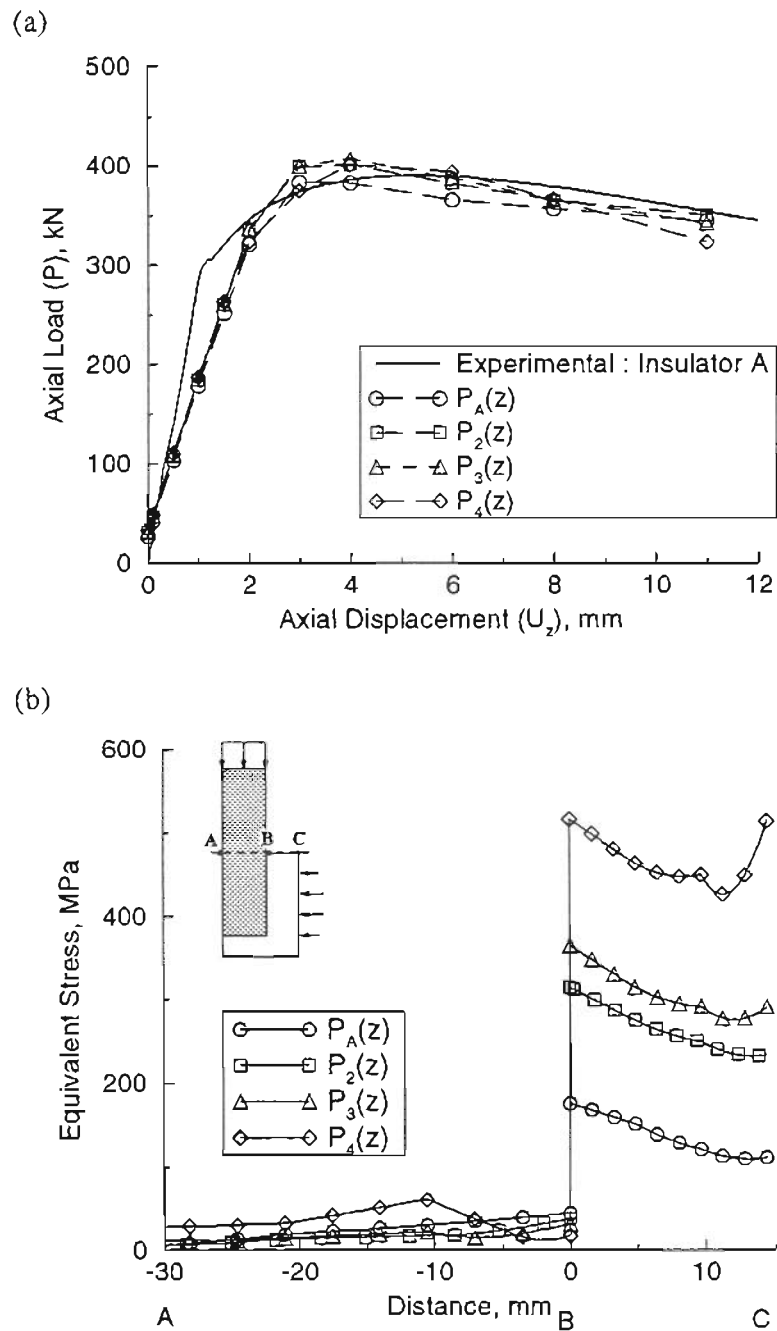 (a)
500
400
300
200
100
0
Axial Load (P), kN
Experimental : Insulator A
P_A(z)
P_2(z)
P_3(z)
P_4(z)
0 2 4 6 8 10 12
Axial Displacement (U_z), mm
(b)
600
400
200
0
Equivalent Stress, MPa
A B C
P_A(z)
P_2(z)
P_3(z)
P_4(z)
-30 -20 -10 0 10
Distance, mm
A B C